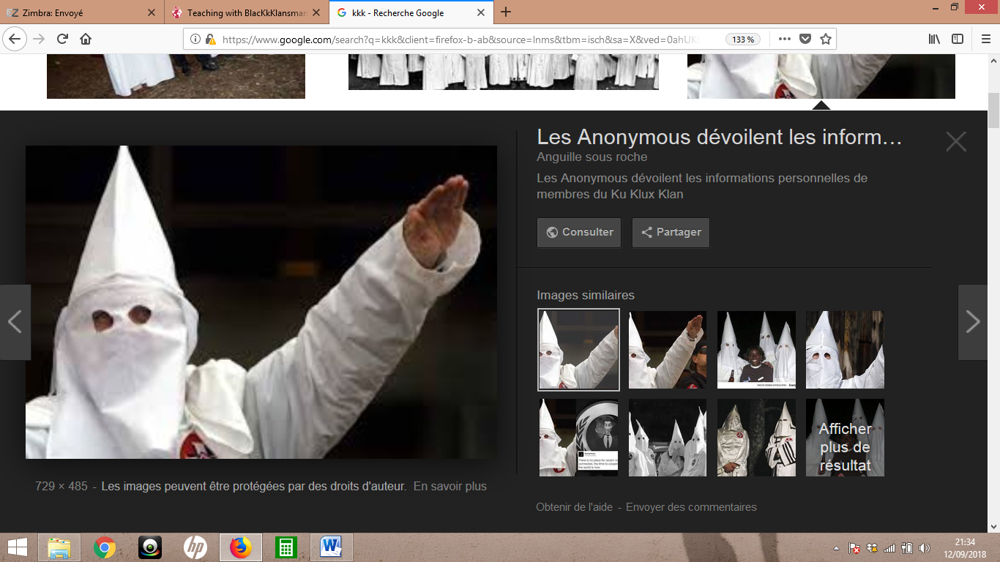 Zimbra: Envoyé
Teaching with BlacKkKlansman
kkk - Recherche Google
https://www.google.com/search?q=kkk&client=firefox-b-ab&source=lnms&tbm=isch&sa=X&ved=0ahUK
133 %
Les Anonymous dévoilent les inform…
Anguille sous roche
Les Anonymous dévoilent les informations personnelles de
membres du Ku Klux Klan
Consulter
Partager
Images similaires
Afficher
plus de
résultat
729 × 485 - Les images peuvent être protégées par des droits d'auteur. En savoir plus
Obtenir de l'aide - Envoyer des commentaires
hp
21:34
12/09/2018